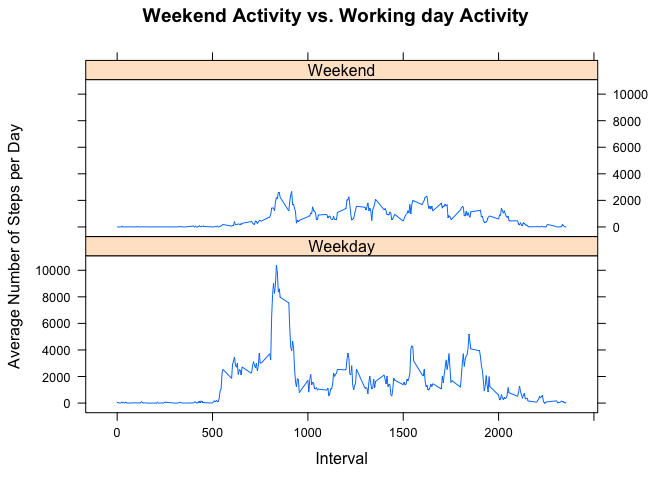 Weekend Activity vs. Working day Activity
Weekend
10000
8000
6000
4000
2000
0
Weekday
10000
8000
6000
4000
2000
0
0 500 1000 1500 2000
Interval
Average Number of Steps per Day